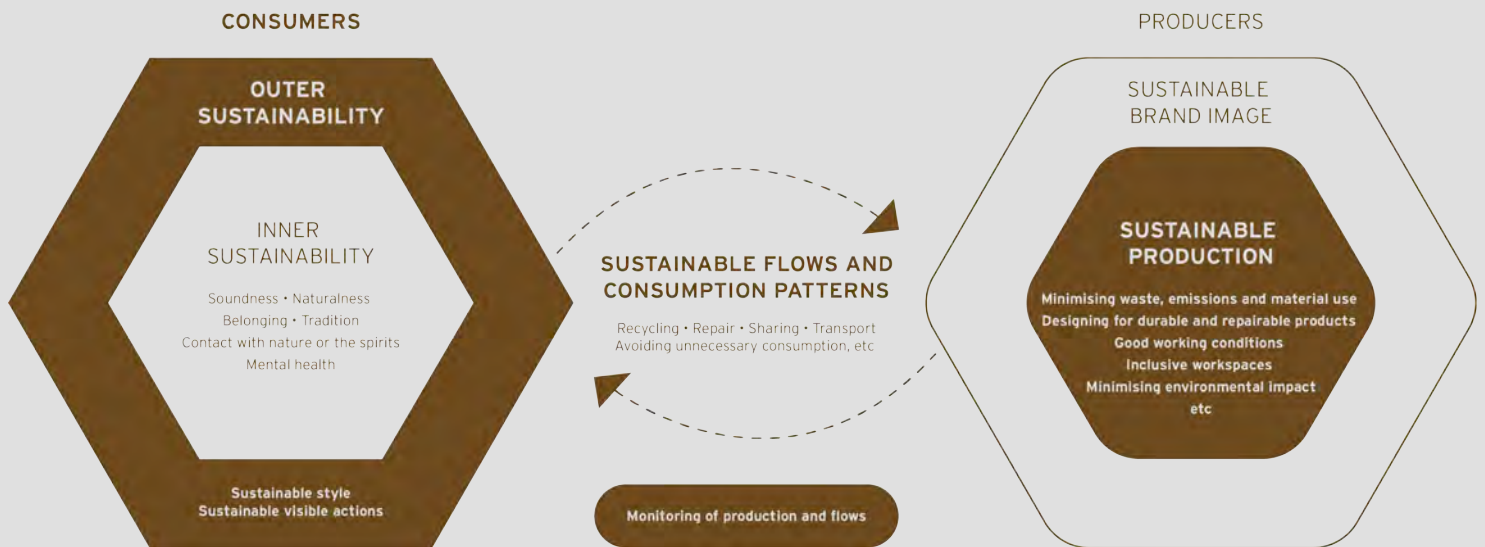 CONSUMERS
OUTER
SUSTAINABILITY
INNER
SUSTAINABILITY
Soundness • Naturalness
Belonging • Tradition
Contact with nature or the spirits
Mental health
Sustainable style
Sustainable visible actions
SUSTAINABLE FLOWS AND
CONSUMPTION PATTERNS
Recycling • Repair • Sharing • Transport
Avoiding unnecessary consumption, etc
Monitoring of production and flows
PRODUCERS
SUSTAINABLE
BRAND IMAGE
SUSTAINABLE
PRODUCTION
Minimising waste, emissions and material use
Designing for durable and repairable products
Good working conditions
Inclusive workspaces
Minimising environmental impact
etc